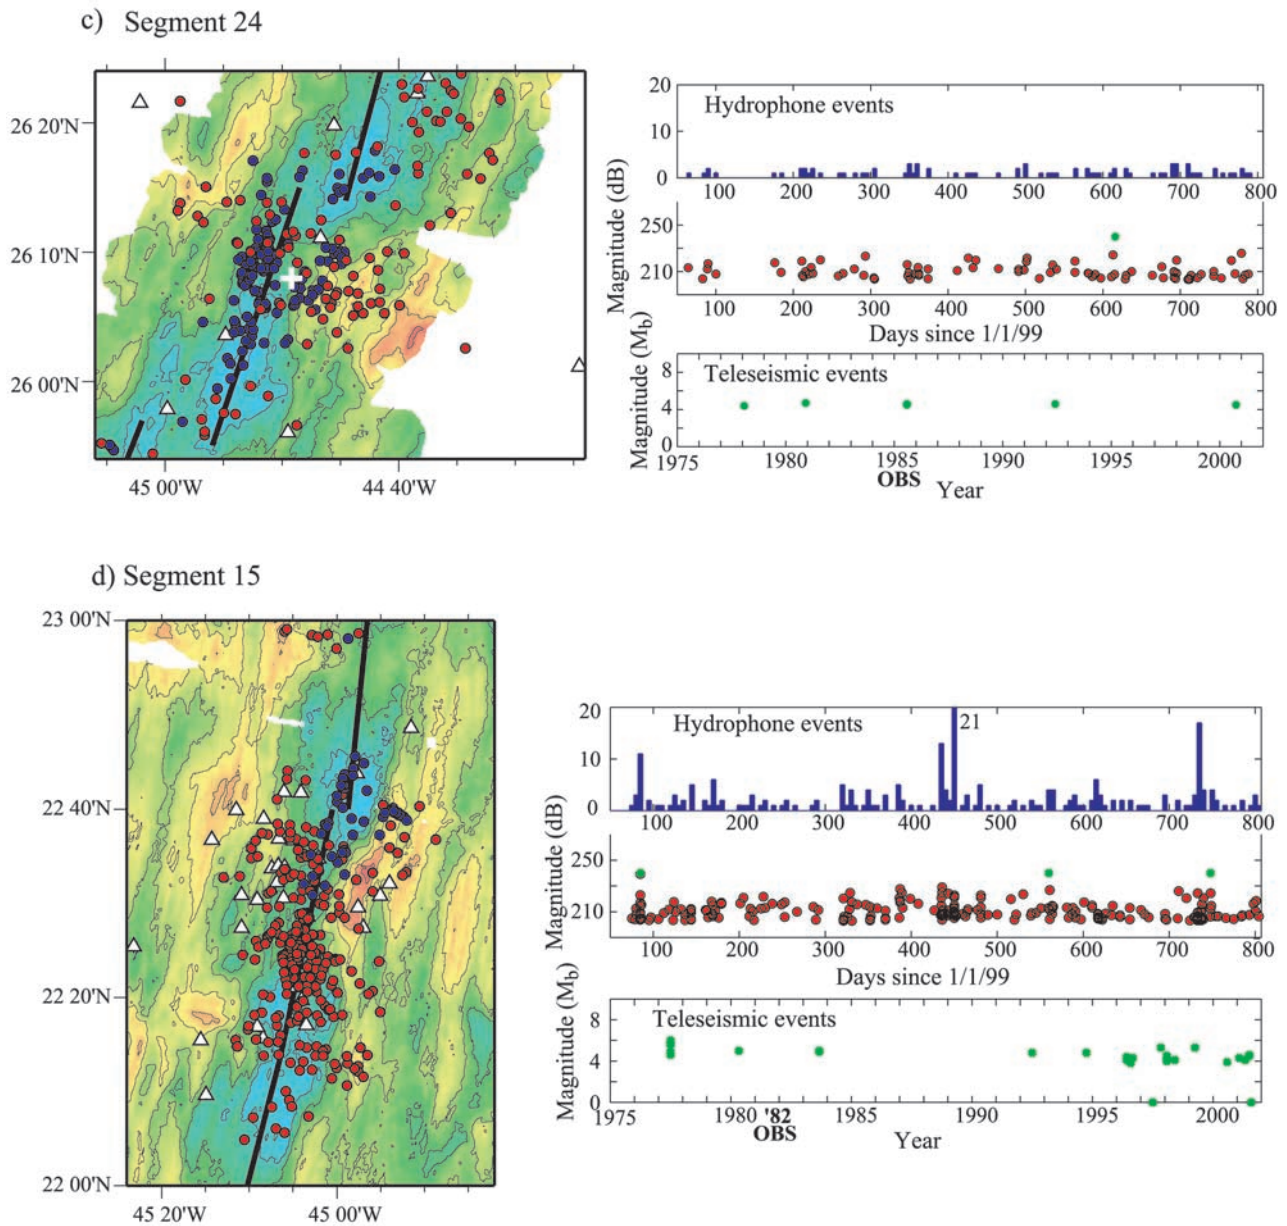 c) Segment 24
26 20'N
26 10'N
26 00'N
45 00'W 44 40'W
20
10
0
Hydrophone events
100 200 300 400 500 600 700 800
Magnitude (dB)
250
210
100 200 300 400 500 600 700 800
Days since 1/1/99
Magnitude (Mb)
8
4
0
Teleseismic events
1975 1980 1985 1990 1995 2000
OBS
Year
d) Segment 15
23 00'N
22 40'N
22 20'N
22 00'N
45 20'W 45 00'W
20
10
0
Hydrophone events
21
100 200 300 400 500 600 700 800
Magnitude (dB)
250
210
100 200 300 400 500 600 700 800
Days since 1/1/99
Magnitude (Mb)
8
4
0
Teleseismic events
1975 1980 1985 1990 1995 2000
'82
OBS
Year